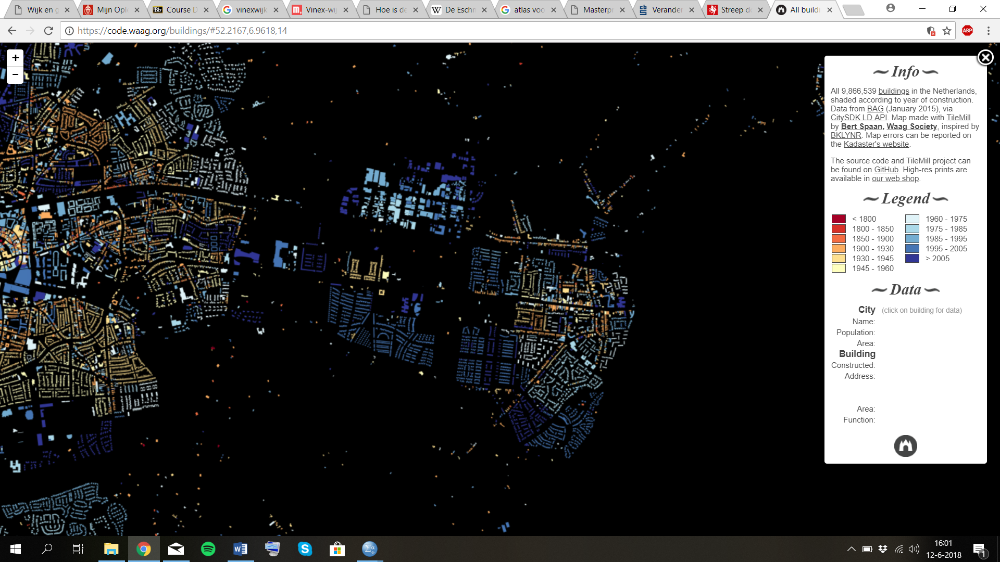 Wijk en g
Mijn Opl
Bb Course D
vinexwijk
m, Vinex-wij
Hoe is de
W De Eschm
atlas voo
Masterpr
Verander
Streep d
All buildi
https://code.waag.org/buildings/#52.2167,6.9618,14
ABP
+
−
Info
All 9,866,539 buildings in the Netherlands,
shaded according to year of construction.
Data from BAG (January 2015), via
CitySDK LD API. Map made with TileMill
by Bert Spaan, Waag Society, inspired by
BKLYNR. Map errors can be reported on
the Kadaster's website.
The source code and TileMill project can
be found on GitHub. High-res prints are
available in our web shop.
Legend
< 1800
1800 - 1850
1850 - 1900
1900 - 1930
1930 - 1945
1945 - 1960
1960 - 1975
1975 - 1985
1985 - 1995
1995 - 2005
> 2005
Data
City (click on building for data)
Name:
Population:
Area:
Building
Constructed:
Address:
Area:
Function:
16:01
12-6-2018
1